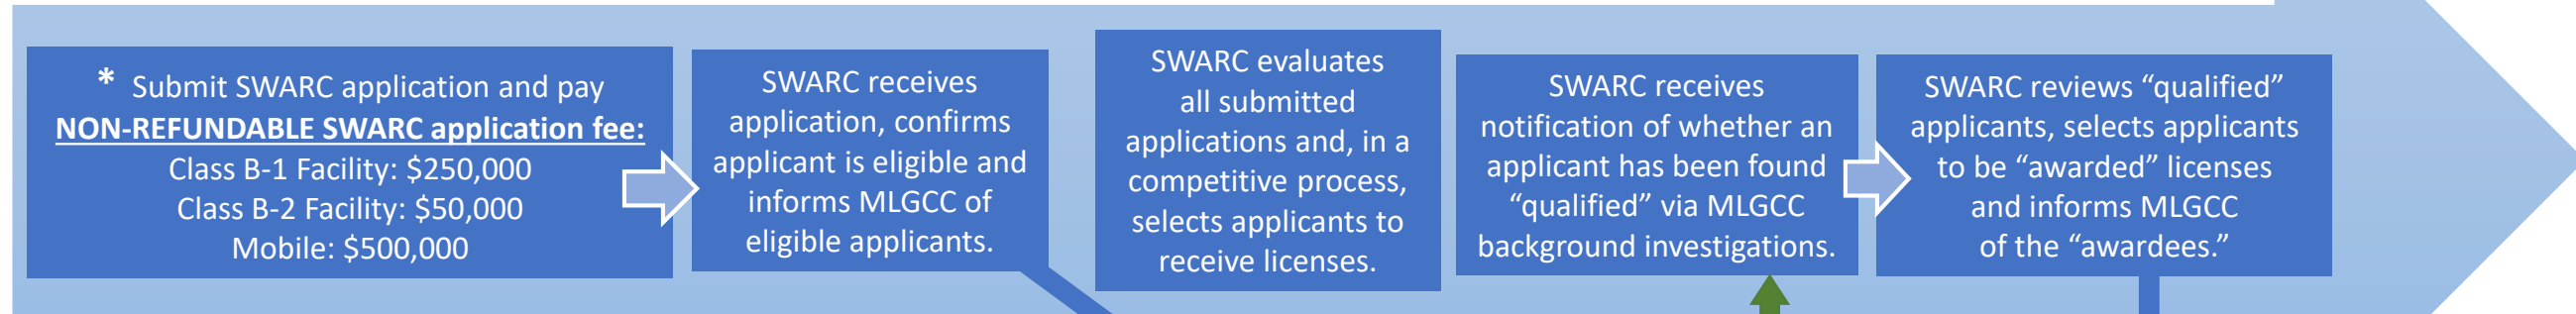 * Submit SWARC application and pay
NON-REFUNDABLE SWARC application fee:
Class B-1 Facility: $250,000
Class B-2 Facility: $50,000
Mobile: $500,000
SWARC receives
application, confirms
applicant is eligible and
informs MLGCC of
eligible applicants.
SWARC evaluates
all submitted
applications and, in a
competitive process,
selects applicants to
receive licenses.
SWARC receives
notification of whether an
applicant has been found
“qualified” via MLGCC
background investigations.
SWARC reviews “qualified”
applicants, selects applicants
to be “awarded” licenses
and informs MLGCC
of the “awardees.”